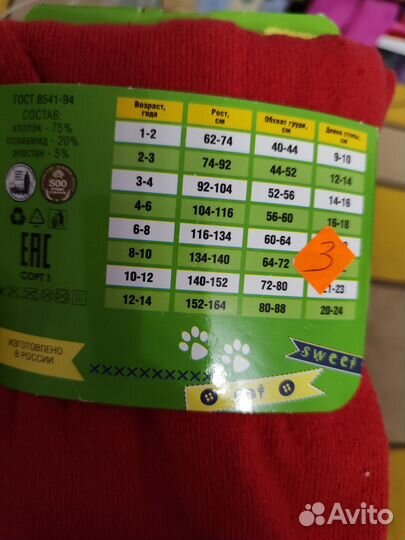 ГОСТ 8541-94
СОСТАВ:
хлопок - 75%
полиамид - 20%
эластан - 5%
500
EAC
СОРТ 1
ИЗГОТОВЛЕНО
В РОССИИ
Возраст, года Рост, см Обхват груди, см Длина стопы, см
1-2 62-74 40-44 9-10
2-3 74-92 44-52 12-14
3-4 92-104 52-56 14-16
4-6 104-116 56-60 16-18
6-8 116-134 60-64
8-10 134-140 64-72
10-12 140-152 72-80 21-23
12-14 152-164 80-88 20-24
3
sweet
cat
Avito